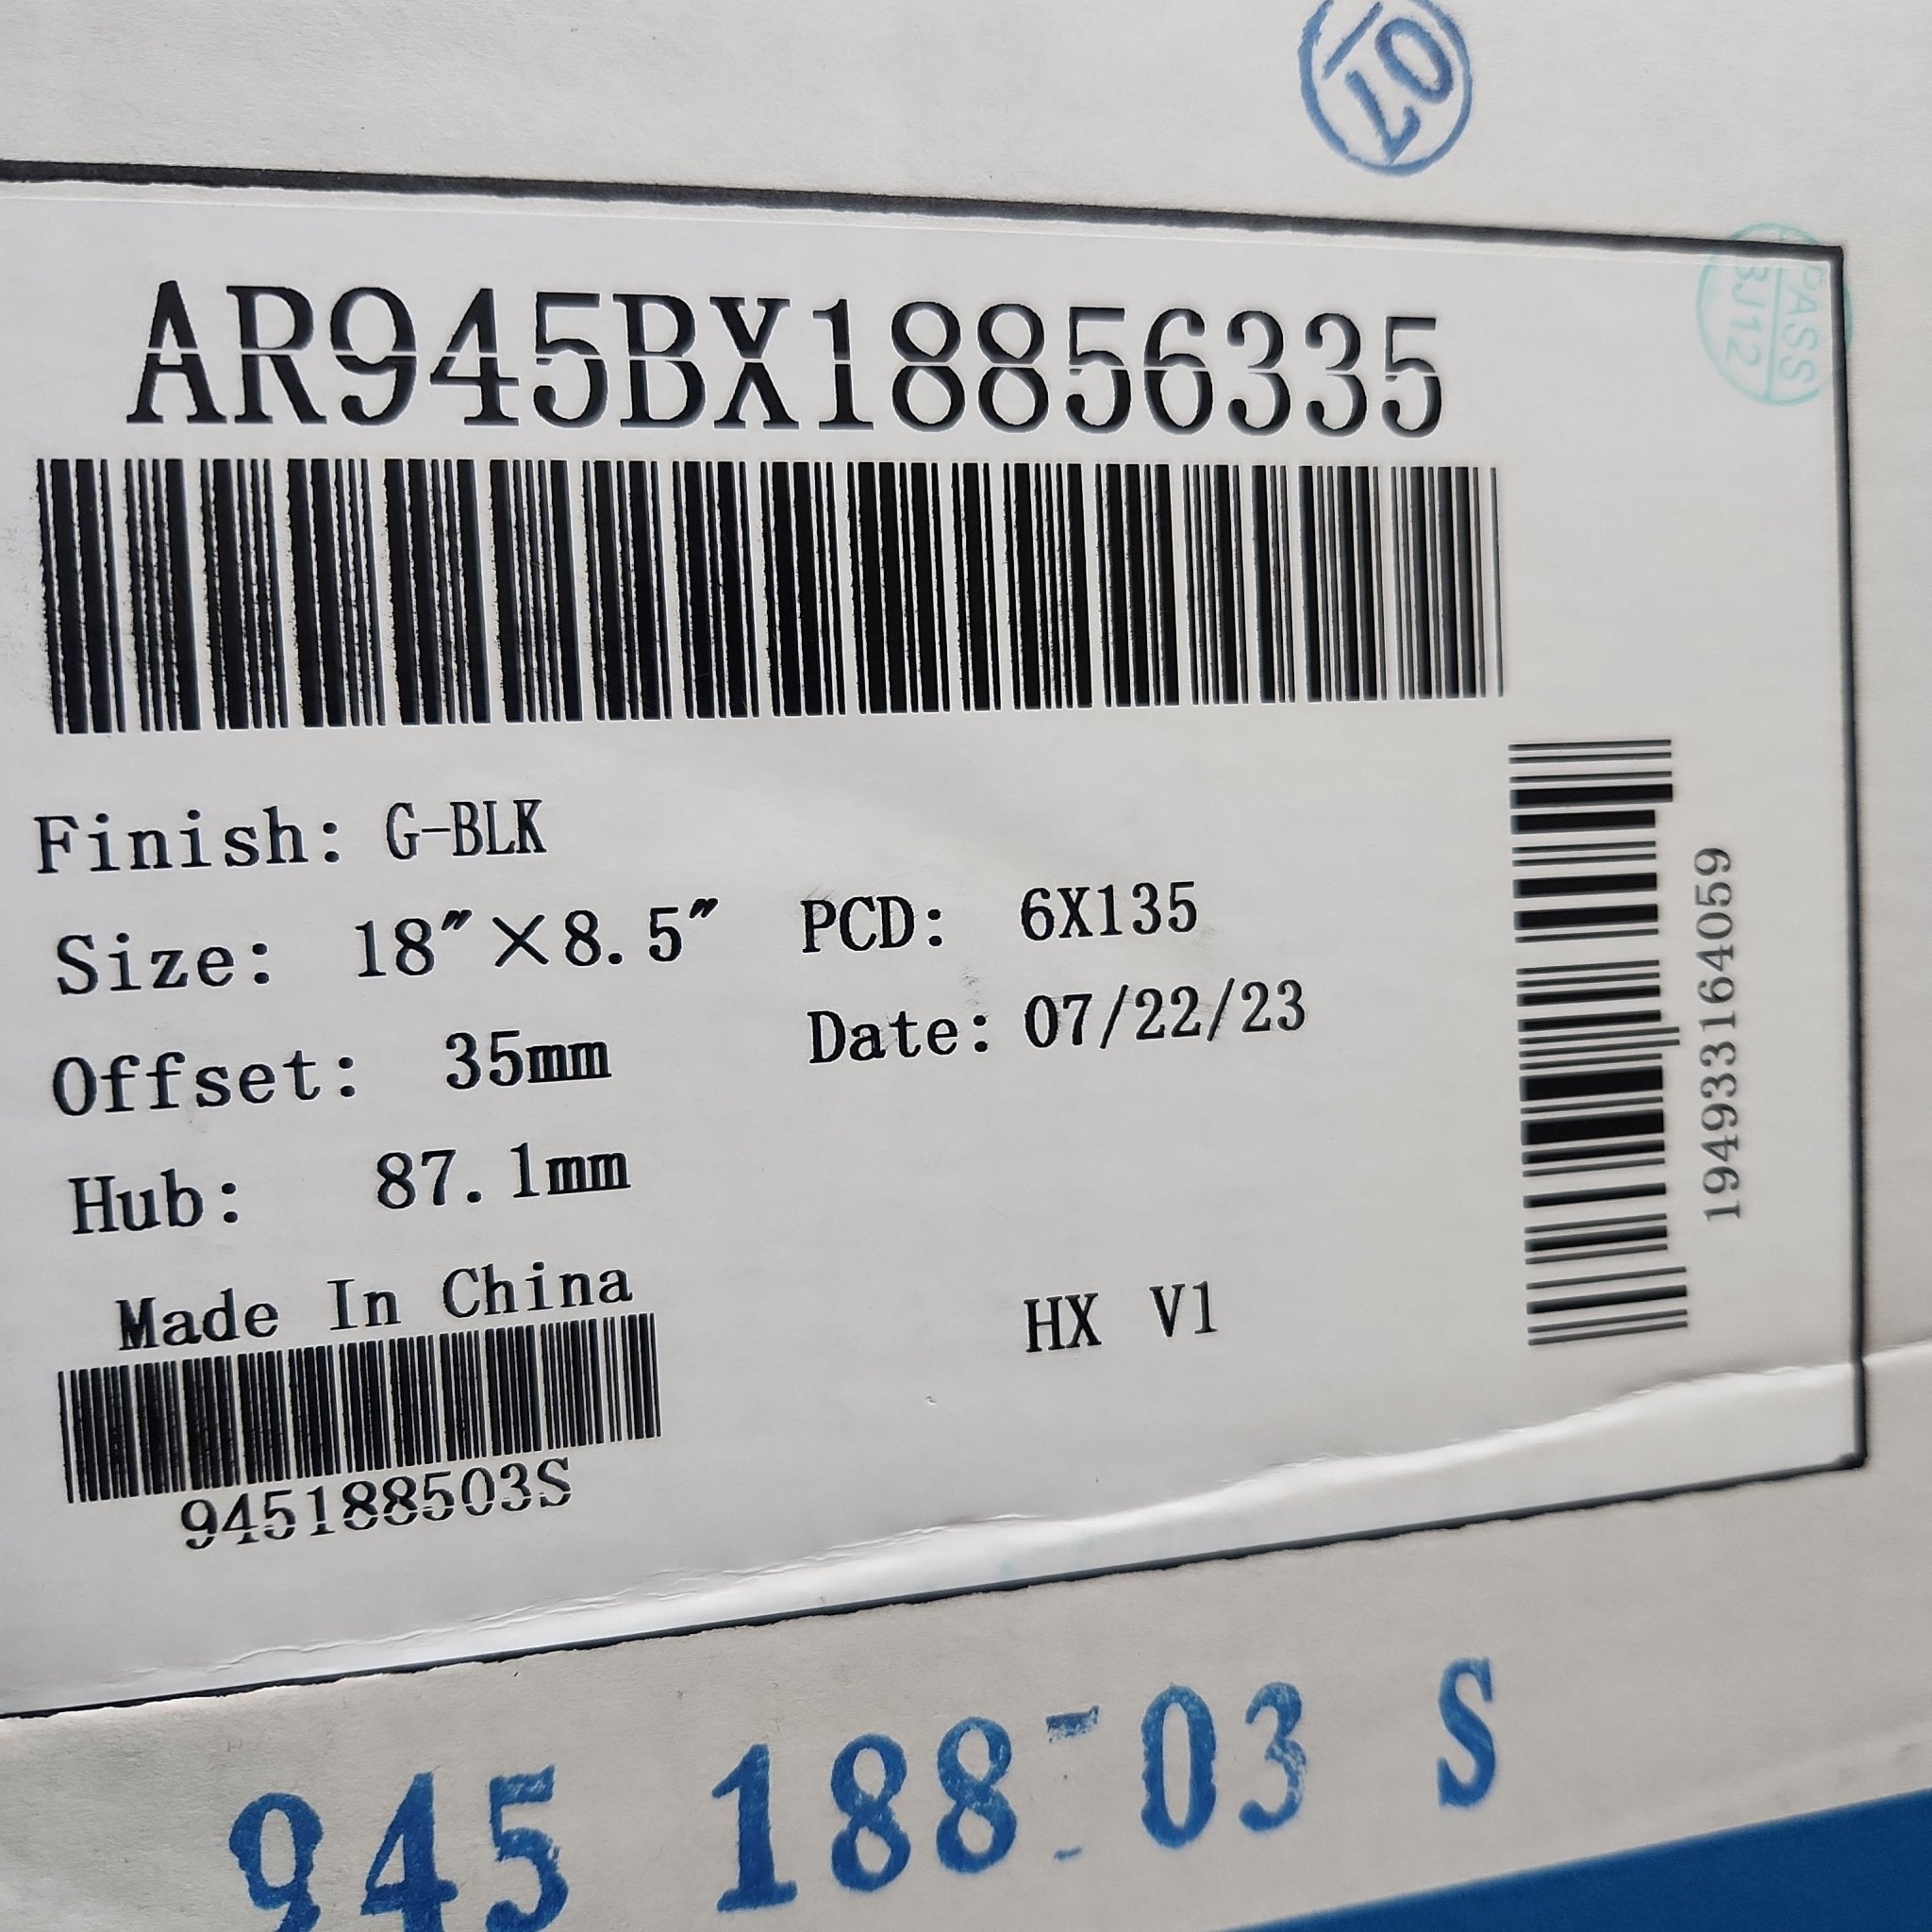 07
PASS
BJ12
AR945BX18856335
Finish: G-BLK
Size: 18"×8.5" PCD: 6X135
Offset: 35mm Date: 07/22/23
Hub: 87.1mm
Made In China
HX V1
945188503S
194933164059
945 188 03 S